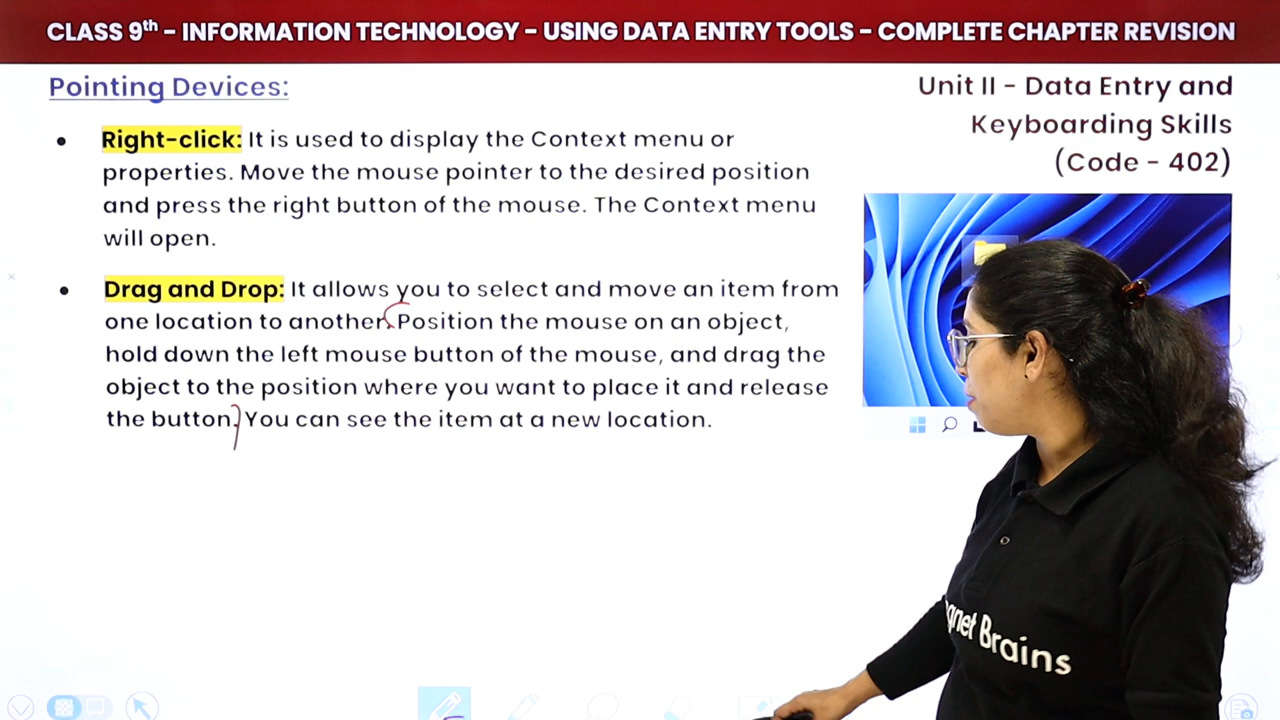 CLASS 9th - INFORMATION TECHNOLOGY - USING DATA ENTRY TOOLS - COMPLETE CHAPTER REVISION
Pointing Devices:
Unit II - Data Entry and
Keyboarding Skills
(Code - 402)
Right-click: It is used to display the Context menu or
properties. Move the mouse pointer to the desired position
and press the right button of the mouse. The Context menu
will open.
Drag and Drop: It allows you to select and move an item from
one location to another. Position the mouse on an object,
hold down the left mouse button of the mouse, and drag the
object to the position where you want to place it and release
the button. You can see the item at a new location.
Brains